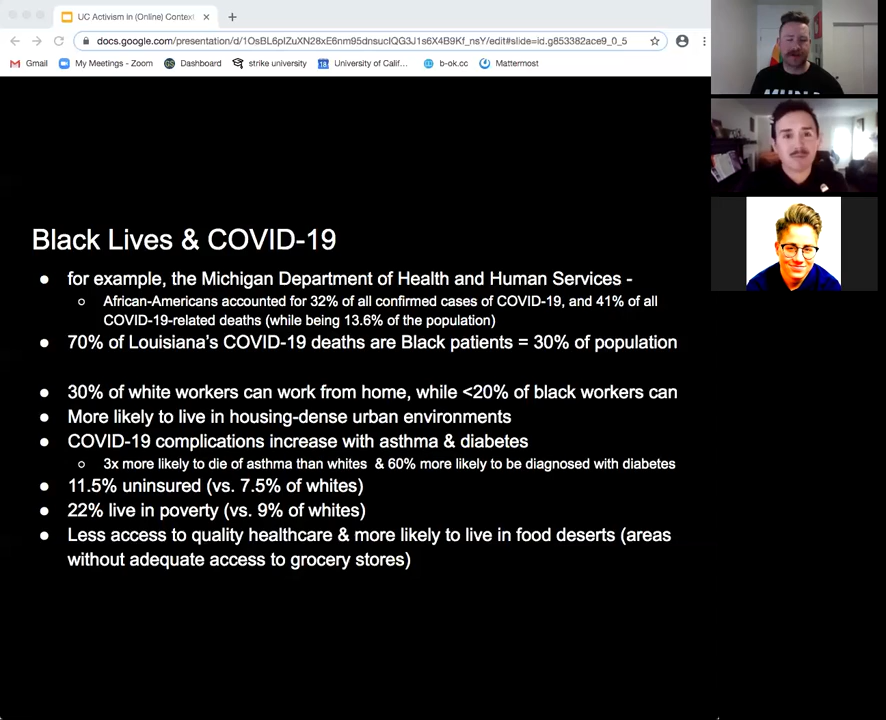 UC Activism In (Online) Context
docs.google.com/presentation/d/1OsBL6pIZuXN28xE6nm95dnsucIQG3J1s6X4B9Kf_nsY/edit#slide=id.g853382ace9_0_5
Gmail My Meetings - Zoom Dashboard strike university University of Calif... b-ok.cc Mattermost
Black Lives & COVID-19
● for example, the Michigan Department of Health and Human Services -
○ African-Americans accounted for 32% of all confirmed cases of COVID-19, and 41% of all
COVID-19-related deaths (while being 13.6% of the population)
● 70% of Louisiana's COVID-19 deaths are Black patients = 30% of population
● 30% of white workers can work from home, while <20% of black workers can
● More likely to live in housing-dense urban environments
● COVID-19 complications increase with asthma & diabetes
○ 3x more likely to die of asthma than whites & 60% more likely to be diagnosed with diabetes
● 11.5% uninsured (vs. 7.5% of whites)
● 22% live in poverty (vs. 9% of whites)
● Less access to quality healthcare & more likely to live in food deserts (areas
without adequate access to grocery stores)